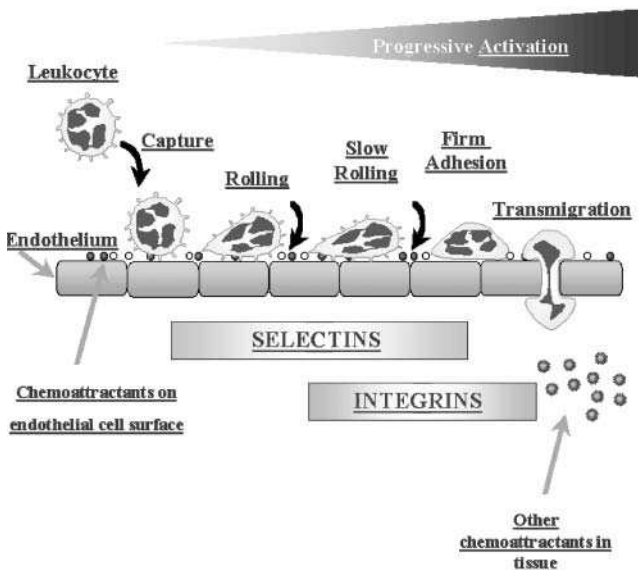 Progressive Activation
Leukocyte
Capture
Rolling
Slow
Rolling
Firm
Adhesion
Transmigration
Endothelium
SELECTINS
INTEGRINS
Chemoattractants on
endothelial cell surface
Other
chemoattractants in
tissue